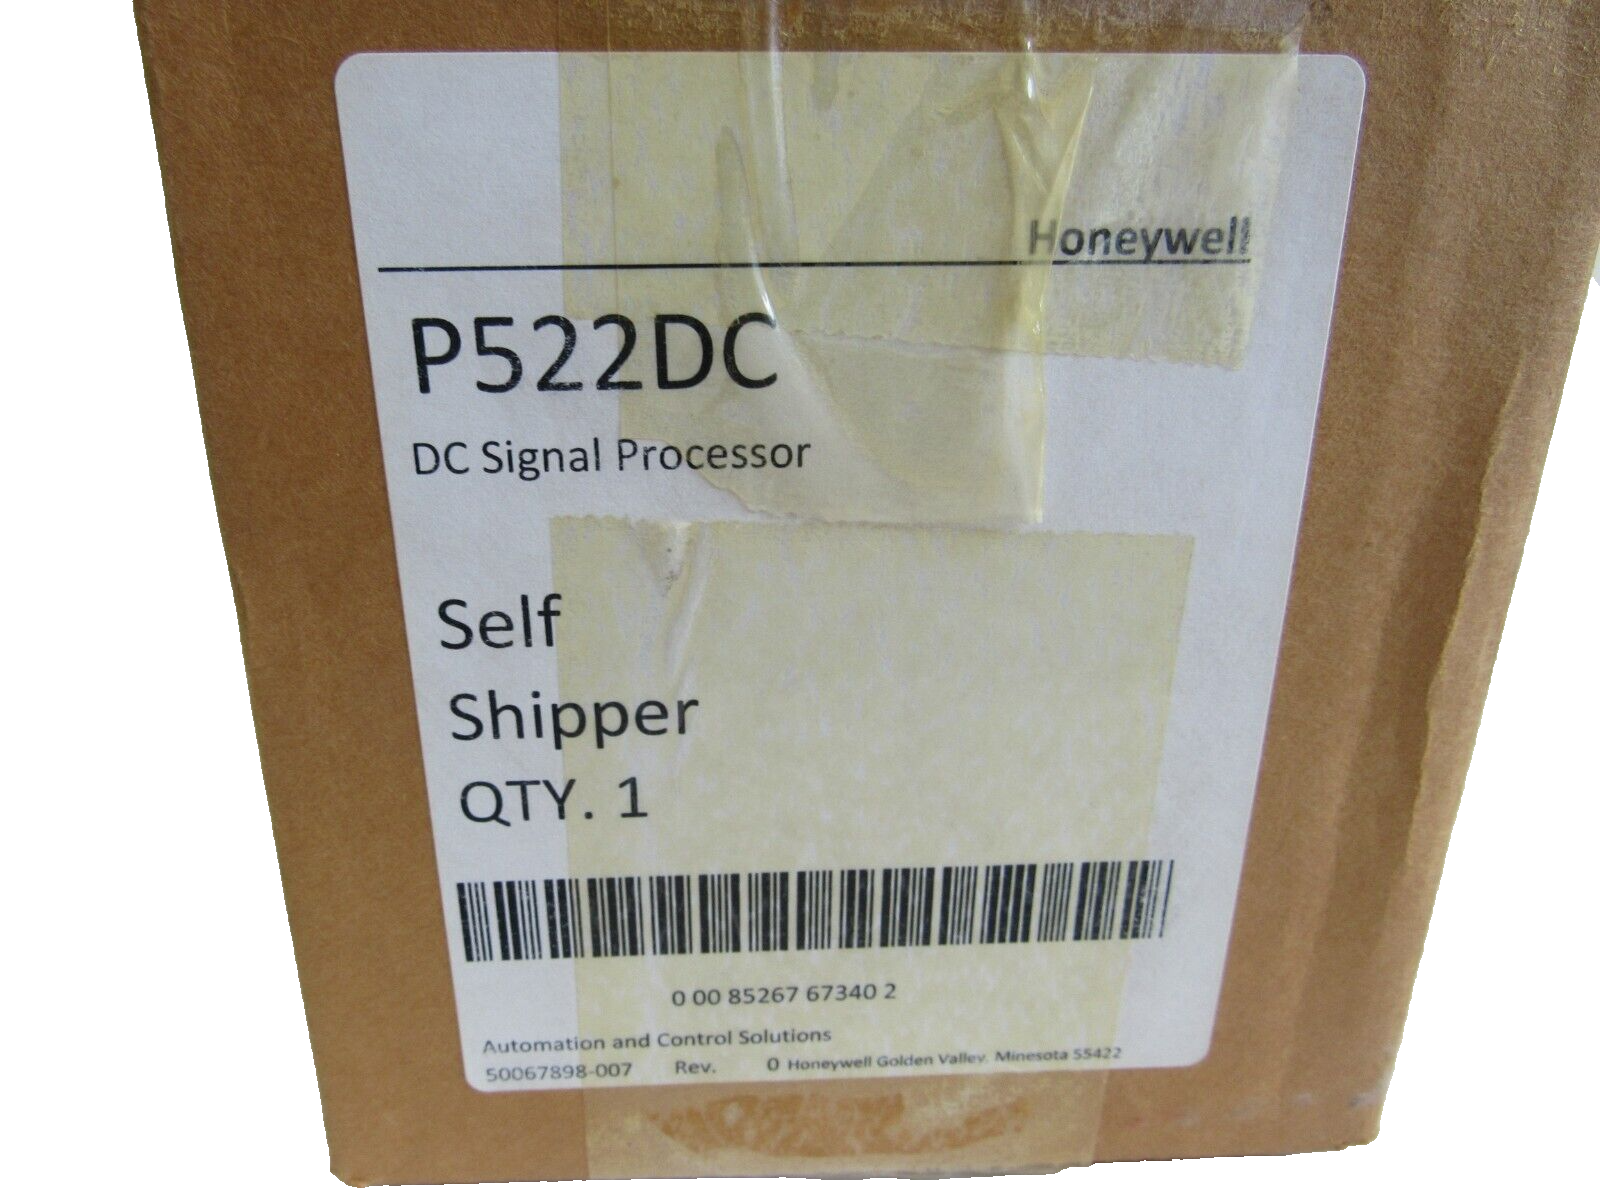 Honeywell
P522DC
DC Signal Processor
Self
Shipper
QTY. 1
0 00 85267 67340 2
Automation and Control Solutions
50067898-007 Rev. 0 Honeywell Golden Valley, Minesota 55422